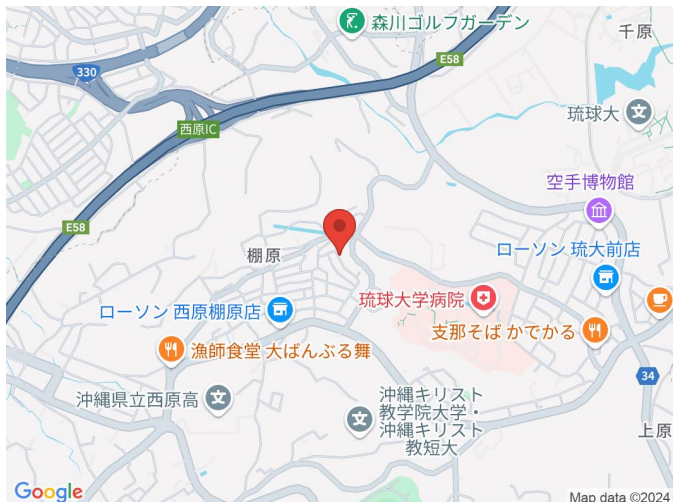 森川ゴルフガーデン
千原
330
E58
琉球大
西原IC
空手博物館
E58
棚原
ローソン 琉大前店
琉球大学病院
ローソン 西原棚原店
支那そば かでかる
漁師食堂 大ばんぶる舞
34
沖縄県立西原高
沖縄キリスト
教学院大学・
沖縄キリスト
教短大
上原
Google
Map data ©2024